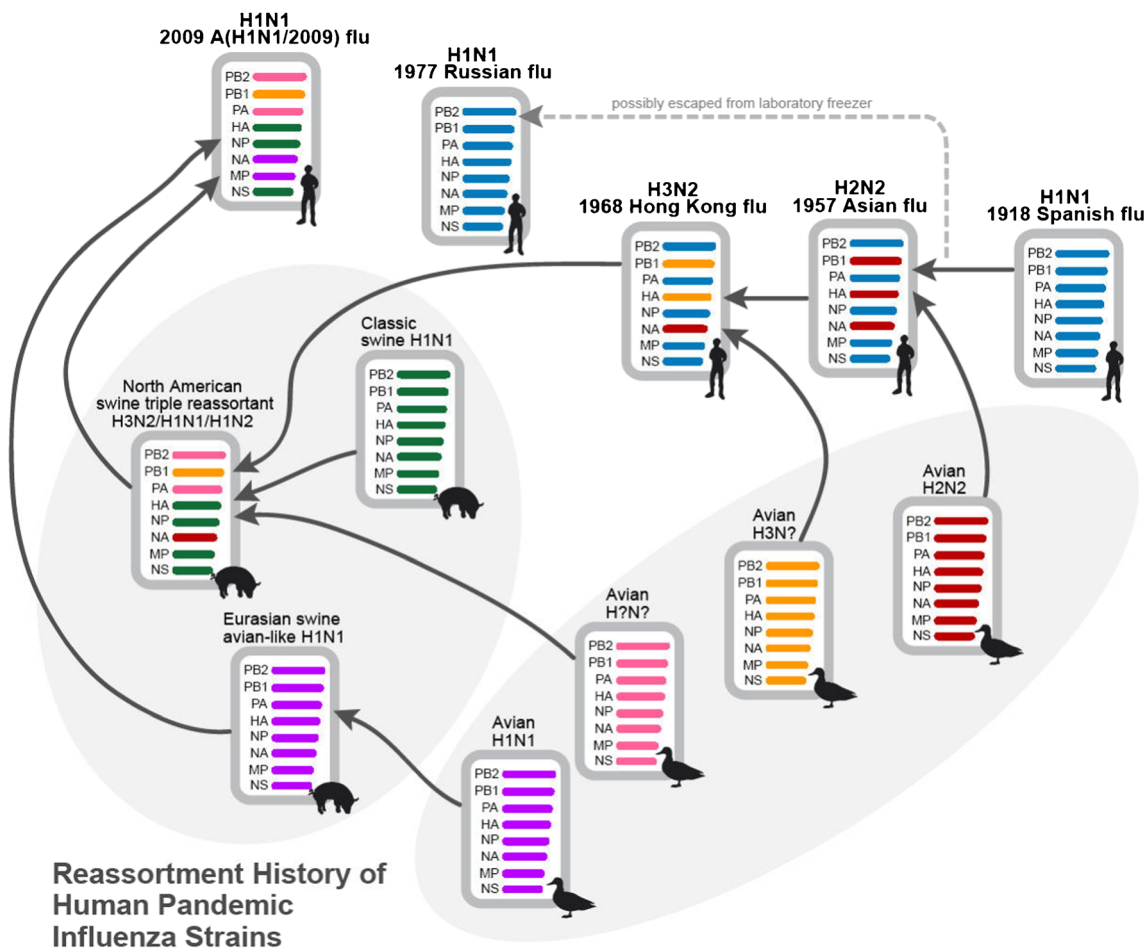 H1N1
2009 A(H1N1/2009) flu
PB2
PB1
PA
HA
NP
NA
MP
NS
H1N1
1977 Russian flu
PB2
PB1
PA
HA
NP
NA
MP
NS
possibly escaped from laboratory freezer
H3N2
1968 Hong Kong flu
PB2
PB1
PA
HA
NP
NA
MP
NS
H2N2
1957 Asian flu
PB2
PB1
PA
HA
NP
NA
MP
NS
H1N1
1918 Spanish flu
PB2
PB1
PA
HA
NP
NA
MP
NS
Classic
swine H1N1
PB2
PB1
PA
HA
NP
NA
MP
NS
North American
swine triple reassortant
H3N2/H1N1/H1N2
PB2
PB1
PA
HA
NP
NA
MP
NS
Avian
H2N2
PB2
PB1
PA
HA
NP
NA
MP
NS
Avian
H3N?
PB2
PB1
PA
HA
NP
NA
MP
NS
Avian
H?N?
PB2
PB1
PA
HA
NP
NA
MP
NS
Eurasian swine
avian-like H1N1
PB2
PB1
PA
HA
NP
NA
MP
NS
Avian
H1N1
PB2
PB1
PA
HA
NP
NA
MP
NS
Reassortment History of
Human Pandemic
Influenza Strains